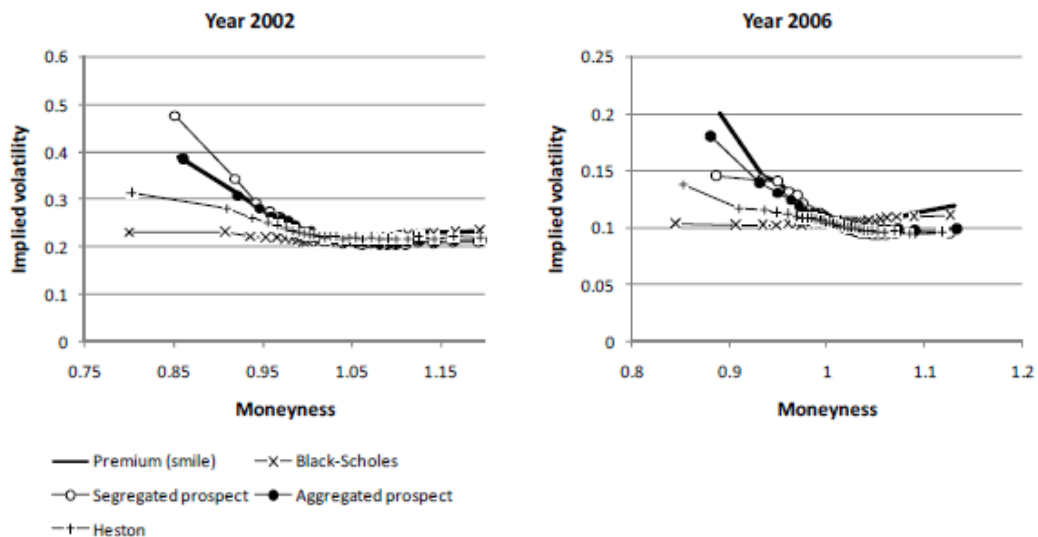 Year 2002
Implied volatility
0.6
0.5
0.4
0.3
0.2
0.1
0
0.75 0.85 0.95 1.05 1.15
Moneyness
Year 2006
Implied volatility
0.25
0.2
0.15
0.1
0.05
0
0.8 0.9 1 1.1 1.2
Moneyness
Premium (smile) Black-Scholes
Segregated prospect Aggregated prospect
Heston